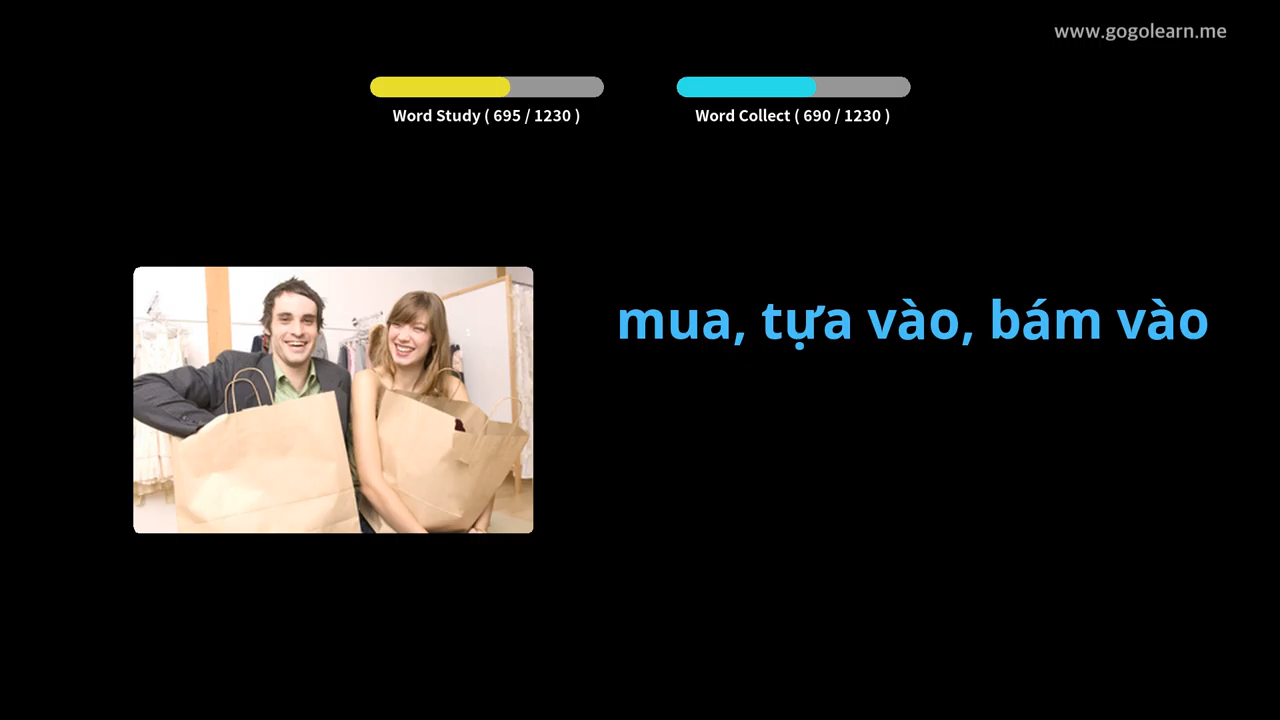 www.gogolearn.me
Word Study ( 695 / 1230 )
Word Collect ( 690 / 1230 )
mua, tựa vào, bám vào